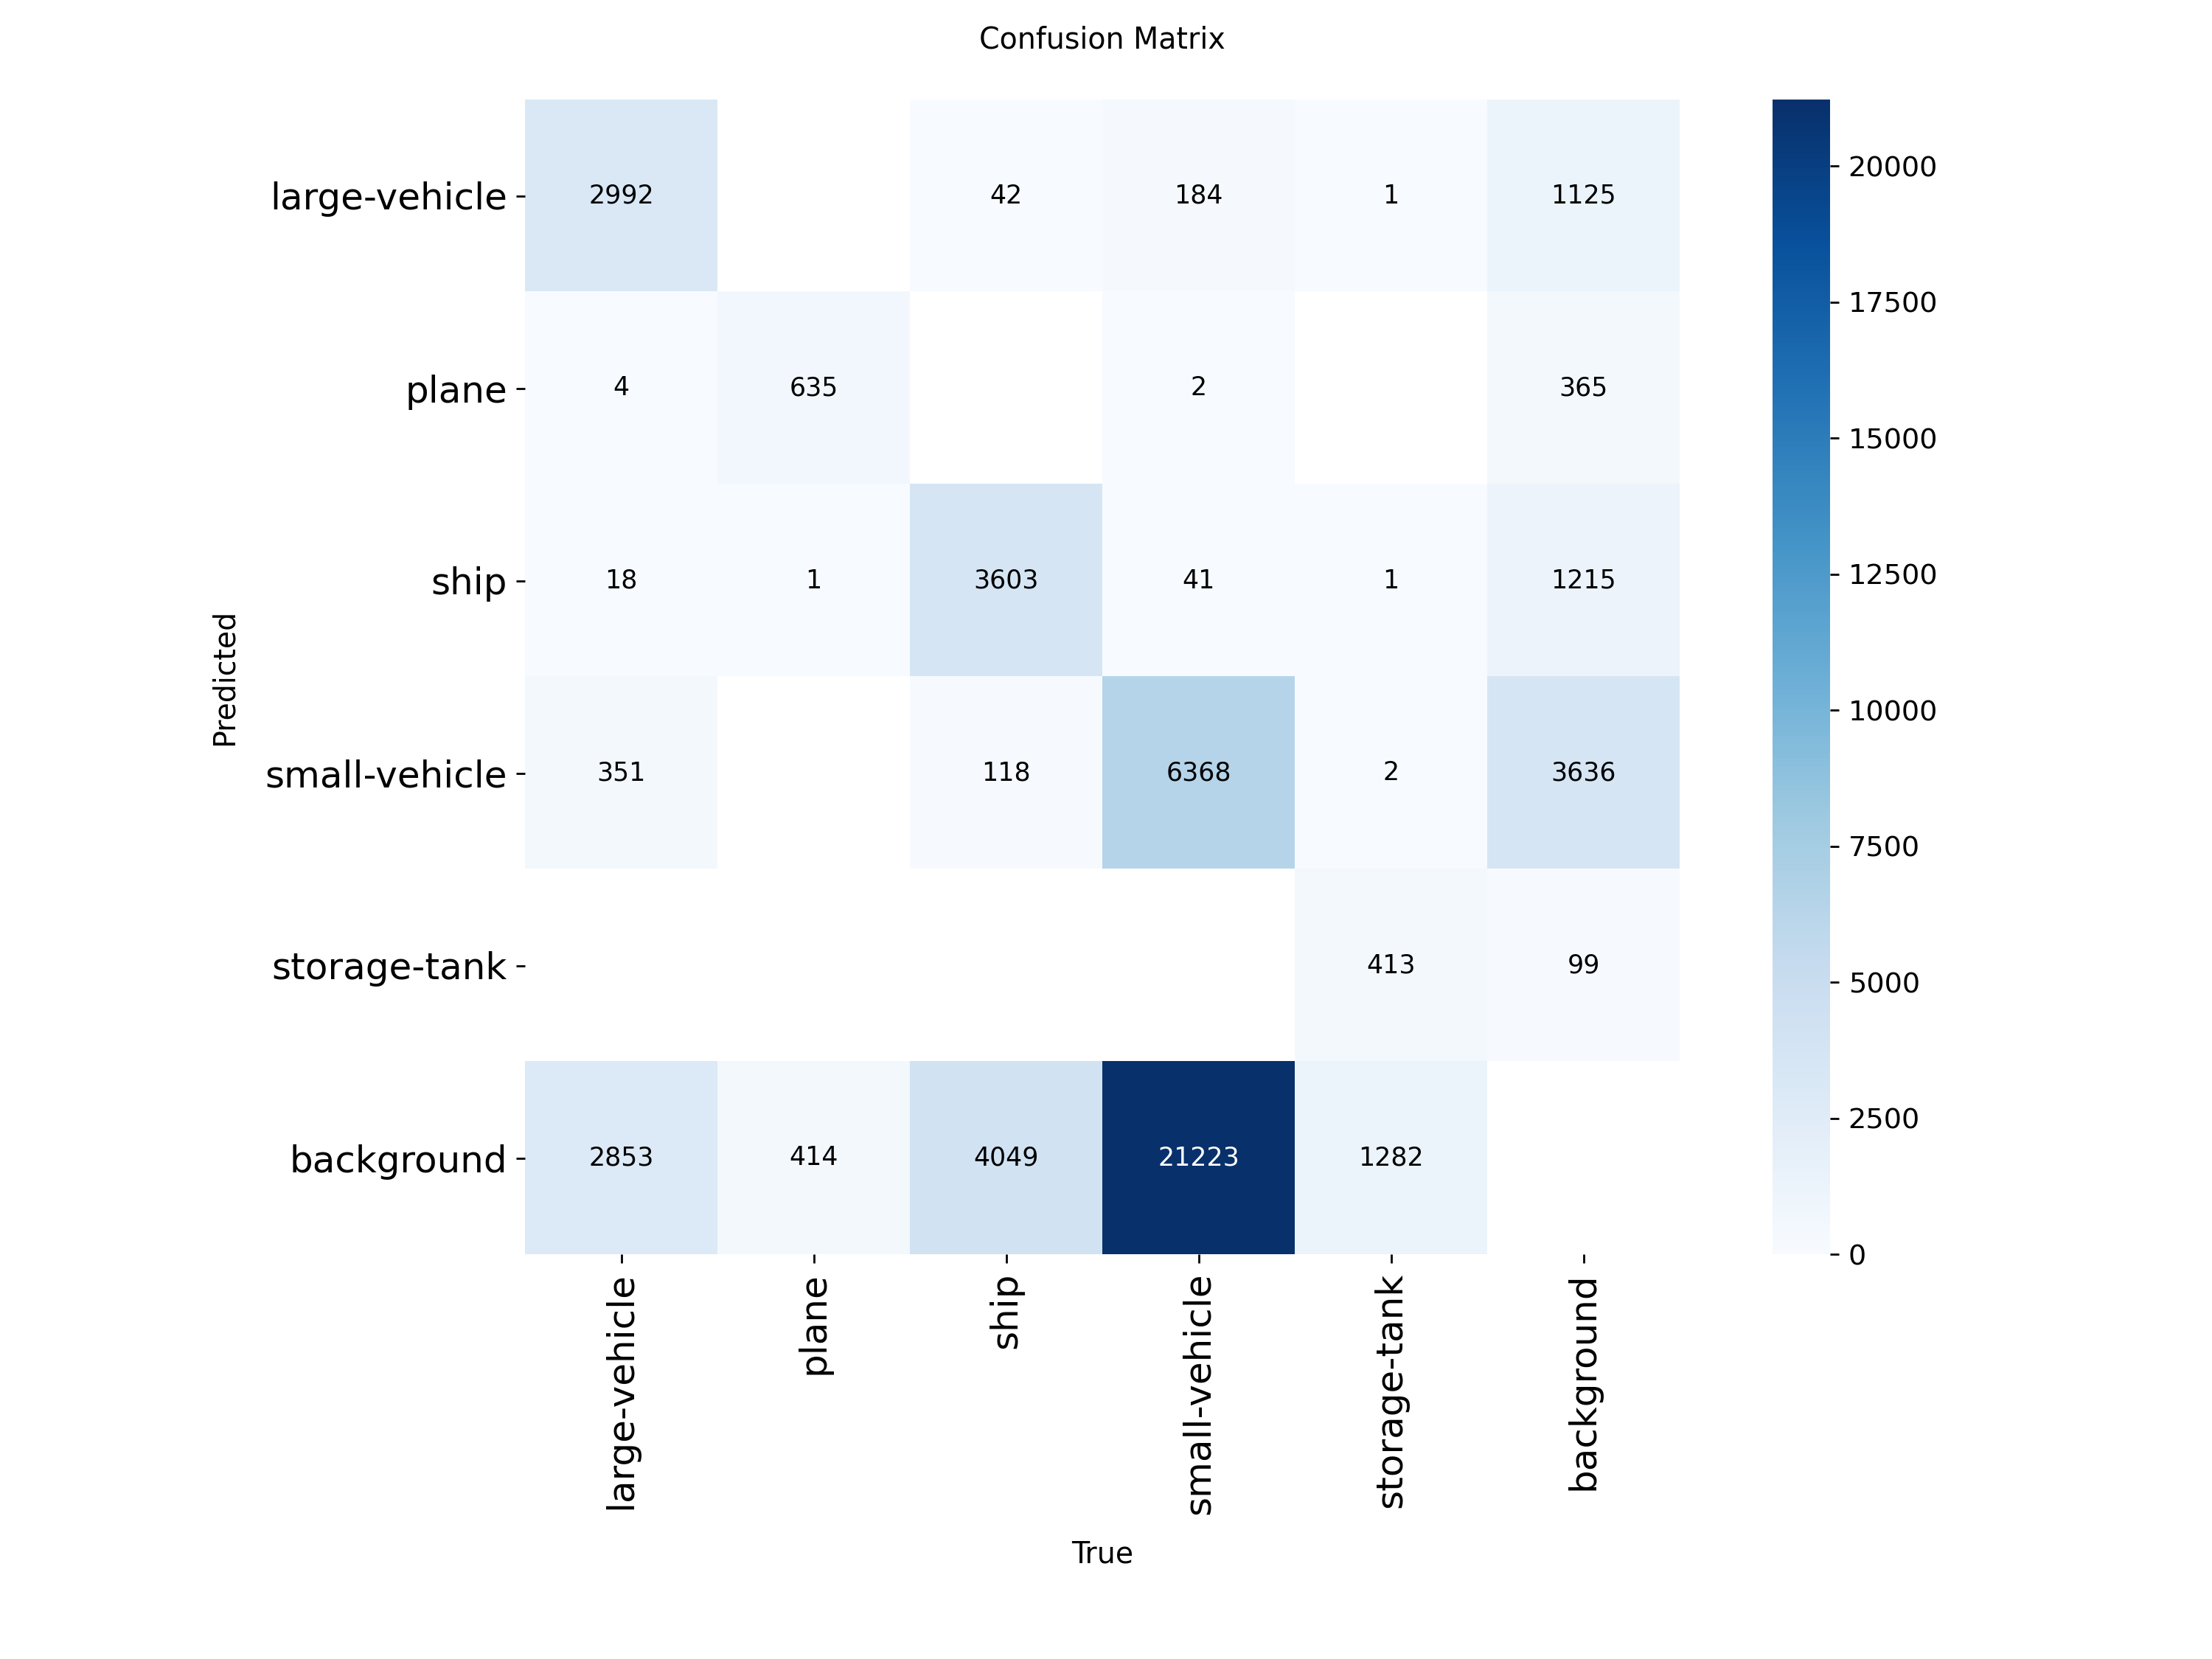 Confusion Matrix
Predicted
large-vehicle 2992 42 184 1 1125
plane 4 635 2 365
ship 18 1 3603 41 1 1215
small-vehicle 351 118 6368 2 3636
storage-tank 413 99
background 2853 414 4049 21223 1282
large-vehicle plane ship small-vehicle storage-tank background
True
20000
17500
15000
12500
10000
7500
5000
2500
0